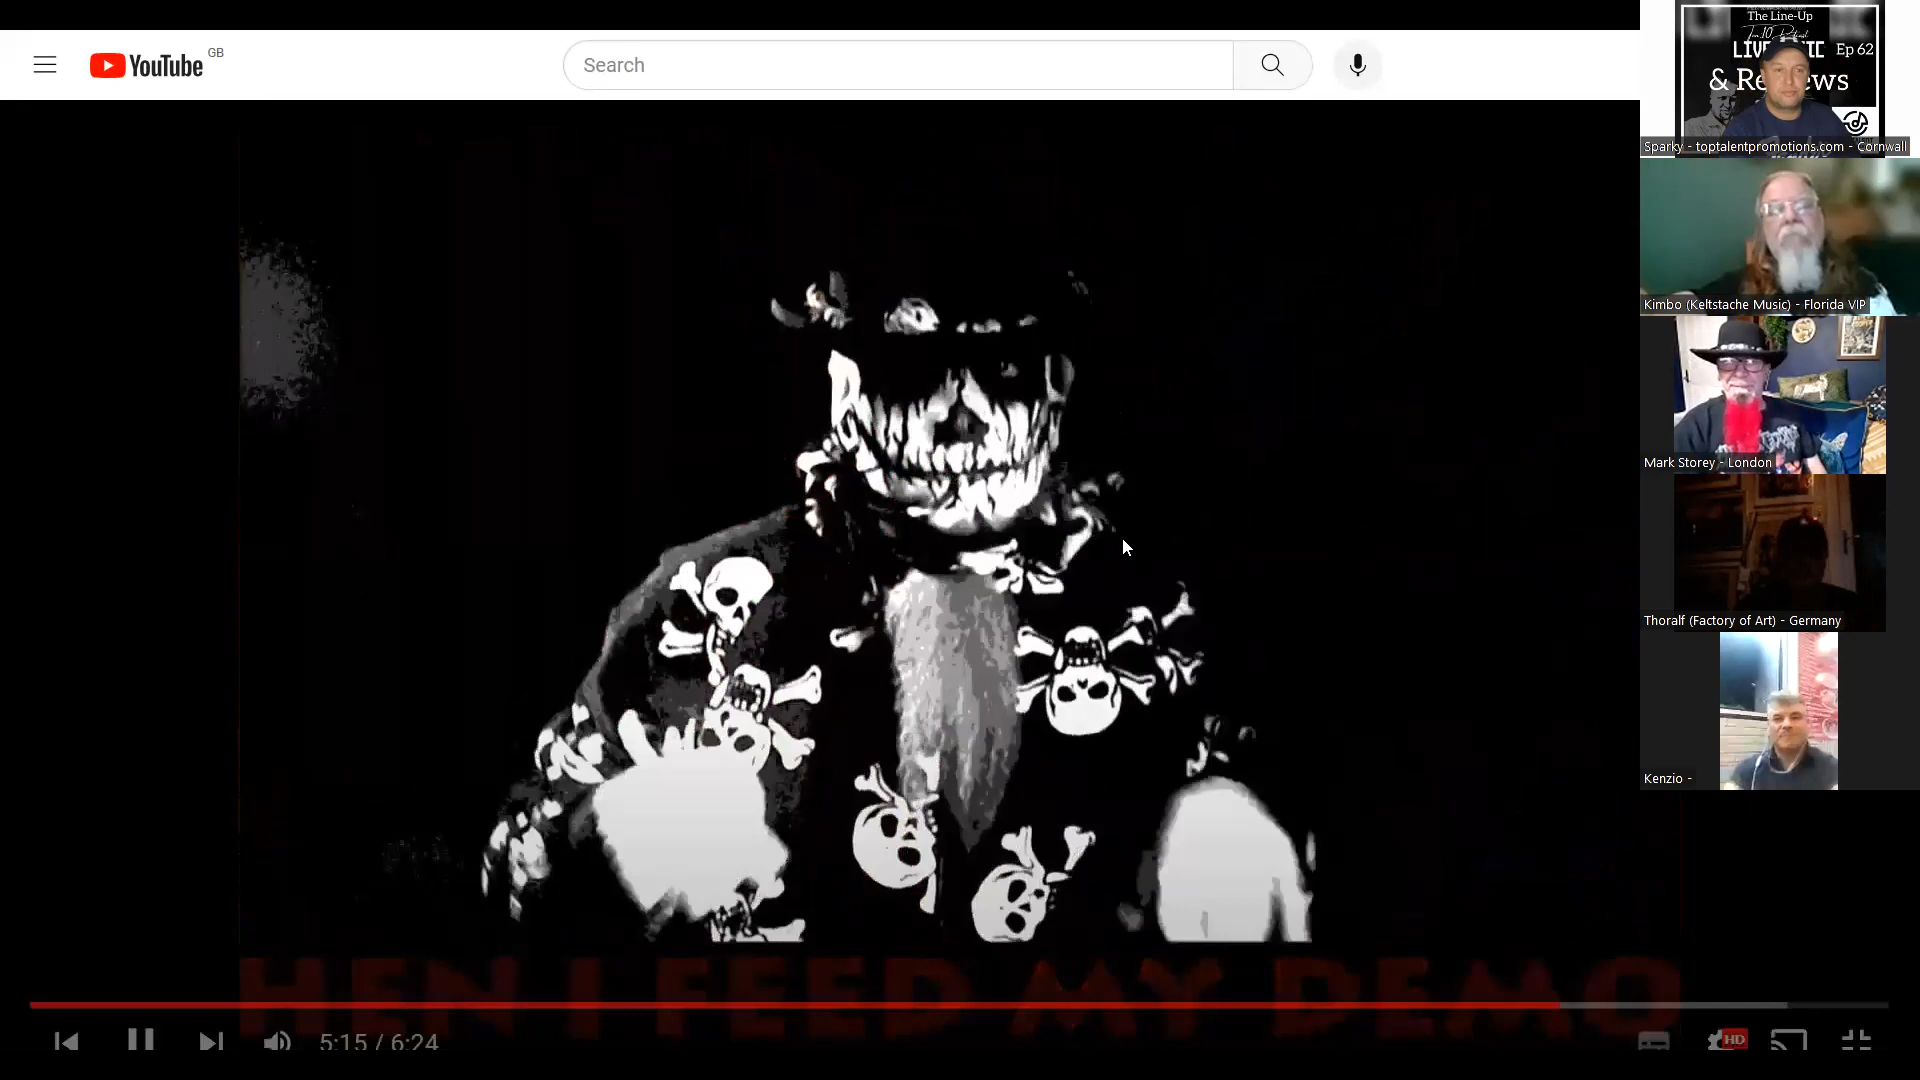 YouTube GB
Search
The Line-Up
Ep 62
Sparky - toptalentpromotions.com - Cornwall
Kimbo (Keltstache Music) - Florida VIP
Mark Storey - London
Thoralf (Factory of Art) - Germany
Kenzio -
HEN I FEED MY DEMO
5:15 / 6:24
HD